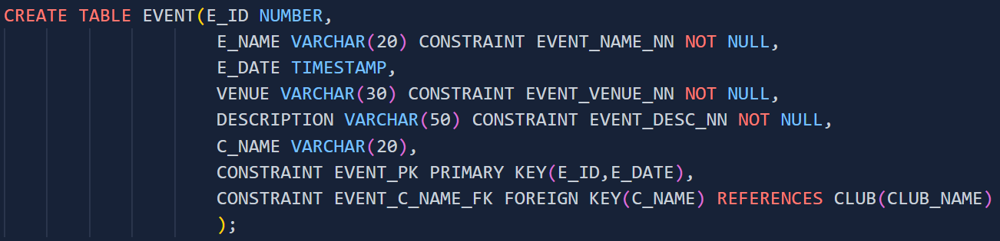 CREATE TABLE EVENT(E_ID NUMBER,
E_NAME VARCHAR(20) CONSTRAINT EVENT_NAME_NN NOT NULL,
E_DATE TIMESTAMP,
VENUE VARCHAR(30) CONSTRAINT EVENT_VENUE_NN NOT NULL,
DESCRIPTION VARCHAR(50) CONSTRAINT EVENT_DESC_NN NOT NULL,
C_NAME VARCHAR(20),
CONSTRAINT EVENT_PK PRIMARY KEY(E_ID,E_DATE),
CONSTRAINT EVENT_C_NAME_FK FOREIGN KEY(C_NAME) REFERENCES CLUB(CLUB_NAME)
);